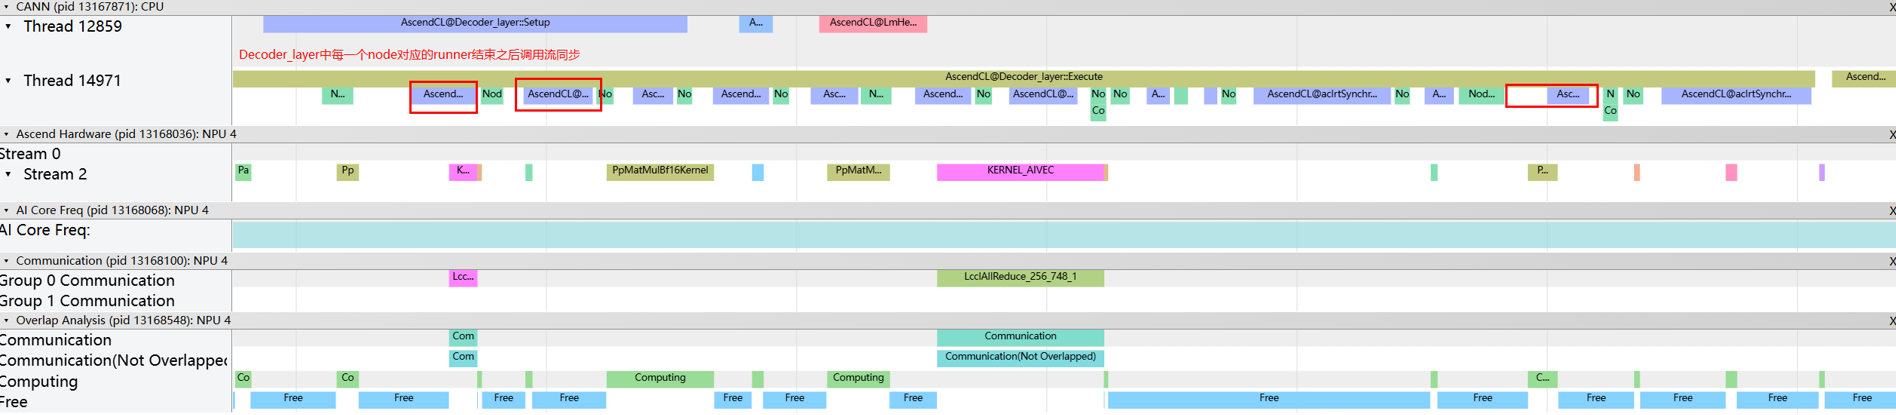 CANN (pid 13167871): CPU X
Thread 12859 AscendCL@Decoder_layer::Setup A... AscendCL@LmHe...
Decoder_layer中每一个node对应的runner结束之后调用流同步
Thread 14971 AscendCL@Decoder_layer::Execute Ascend...
N... Ascend... Nod AscendCL@... No Asc... No Ascend... No Asc... N... Ascend... No AscendCL@... No No A... No AscendCL@aclrtSynchr... No A... Nod... Asc... N No AscendCL@aclrtSynchr...
Co Co
Ascend Hardware (pid 13168036): NPU 4 X
Stream 0
Stream 2 Pa Pp K... PpMatMulBf16Kernel PpMatM... KERNEL_AIVEC P...
AI Core Freq (pid 13168068): NPU 4 X
AI Core Freq:
Communication (pid 13168100): NPU 4 X
Group 0 Communication Lcc... LcclAllReduce_256_748_1
Group 1 Communication
Overlap Analysis (pid 13168548): NPU 4 X
Communication Com Communication
Communication(Not Overlapped Com Communication(Not Overlapped)
Computing Co Co Computing Computing C...
Free Free Free Free Free Free Free Free Free Free Free Free Free Free